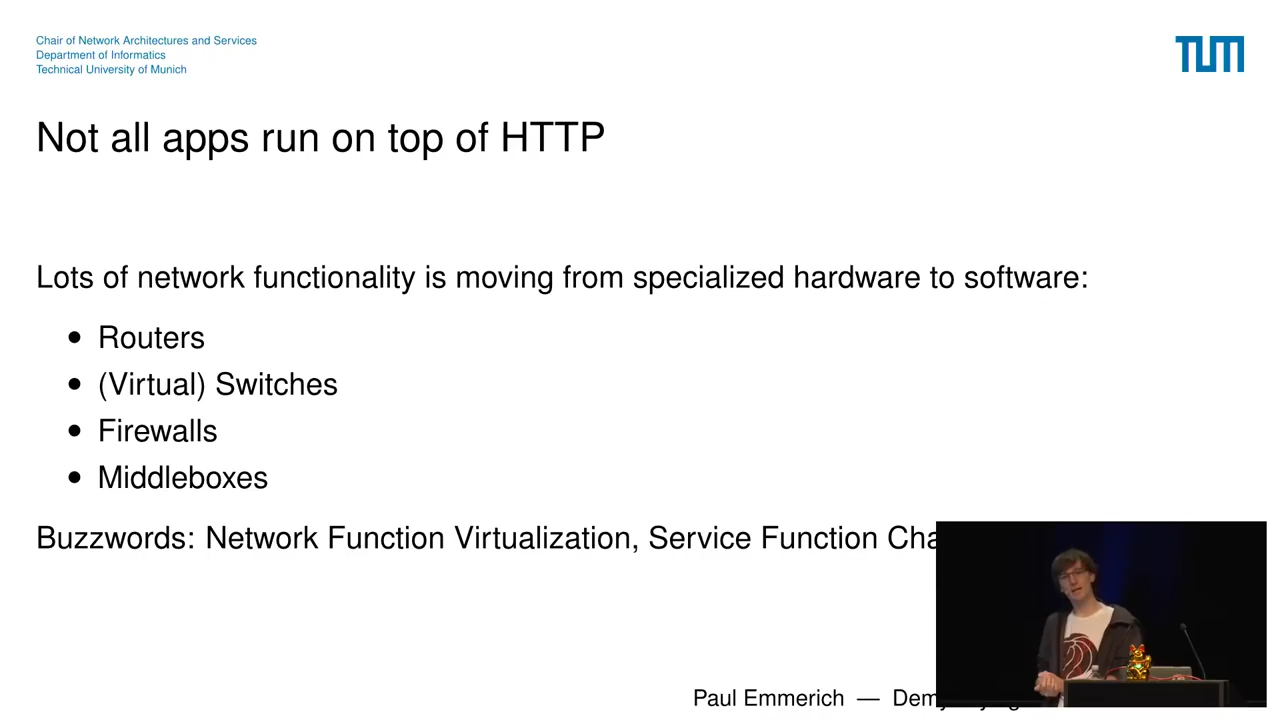 Chair of Network Architectures and Services
Department of Informatics
Technical University of Munich
TUM
Not all apps run on top of HTTP
Lots of network functionality is moving from specialized hardware to software:
• Routers
• (Virtual) Switches
• Firewalls
• Middleboxes
Buzzwords: Network Function Virtualization, Service Function
Paul Emmerich —